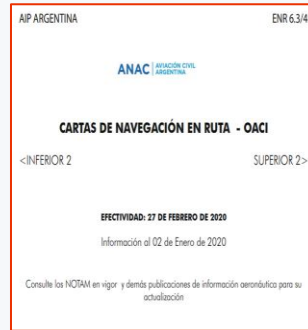 AIP ARGENTINA ENR 6.3/4
ANAC AVIACIÓN CIVIL
ARGENTINA
CARTAS DE NAVEGACIÓN EN RUTA - OACI
<INFERIOR 2 SUPERIOR 2>
EFECTIVIDAD: 27 DE FEBRERO DE 2020
Información al 02 de Enero de 2020
Consulte los NOTAM en vigor y demás publicaciones de información aeronáutica para su
actualización